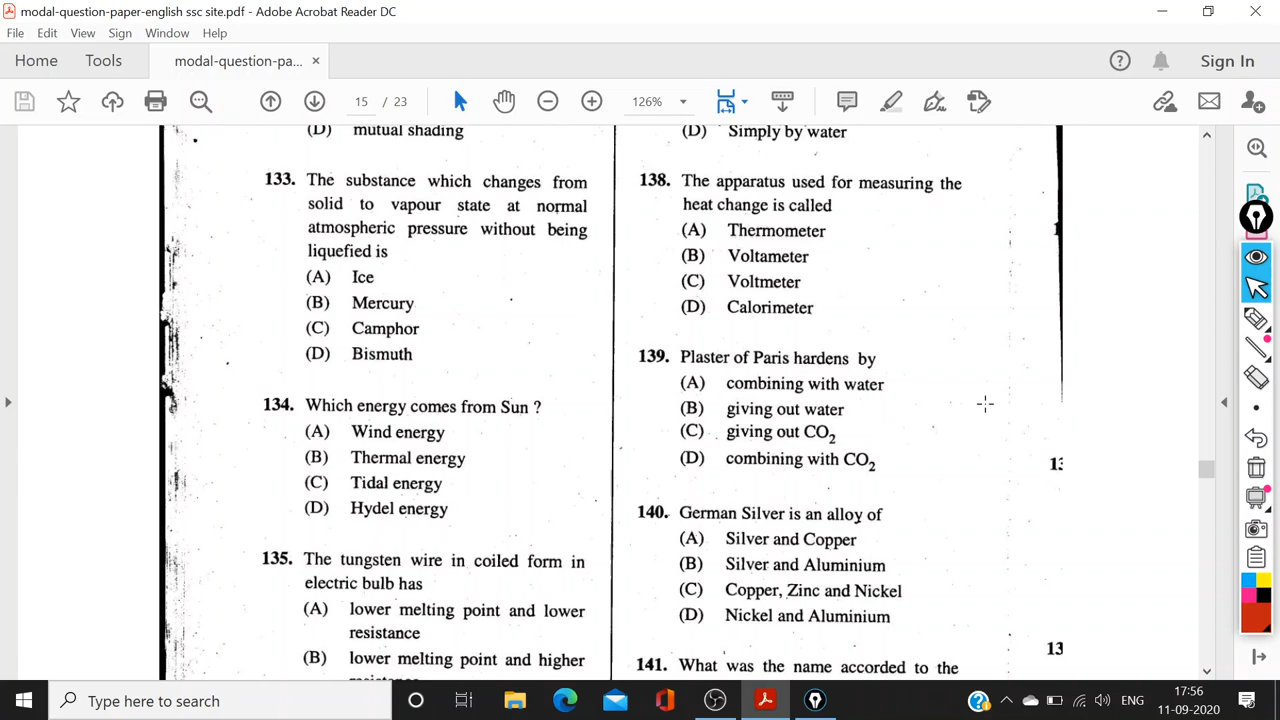 modal-question-paper-english ssc site.pdf - Adobe Acrobat Reader DC
File Edit View Sign Window Help
Home Tools modal-question-pa... × Sign In
15 / 23 126%
(D) mutual shading
133. The substance which changes from
solid to vapour state at normal
atmospheric pressure without being
liquefied is
(A) Ice
(B) Mercury
(C) Camphor
(D) Bismuth
134. Which energy comes from Sun ?
(A) Wind energy
(B) Thermal energy
(C) Tidal energy
(D) Hydel energy
135. The tungsten wire in coiled form in
electric bulb has
(A) lower melting point and lower
resistance
(B) lower melting point and higher
(D) Simply by water
138. The apparatus used for measuring the
heat change is called
(A) Thermometer
(B) Voltameter
(C) Voltmeter
(D) Calorimeter
139. Plaster of Paris hardens by
(A) combining with water
(B) giving out water
(C) giving out CO2
(D) combining with CO2
140. German Silver is an alloy of
(A) Silver and Copper
(B) Silver and Aluminium
(C) Copper, Zinc and Nickel
(D) Nickel and Aluminium
141. What was the name accorded to the
13
13
Type here to search
ENG
17:56
11-09-2020